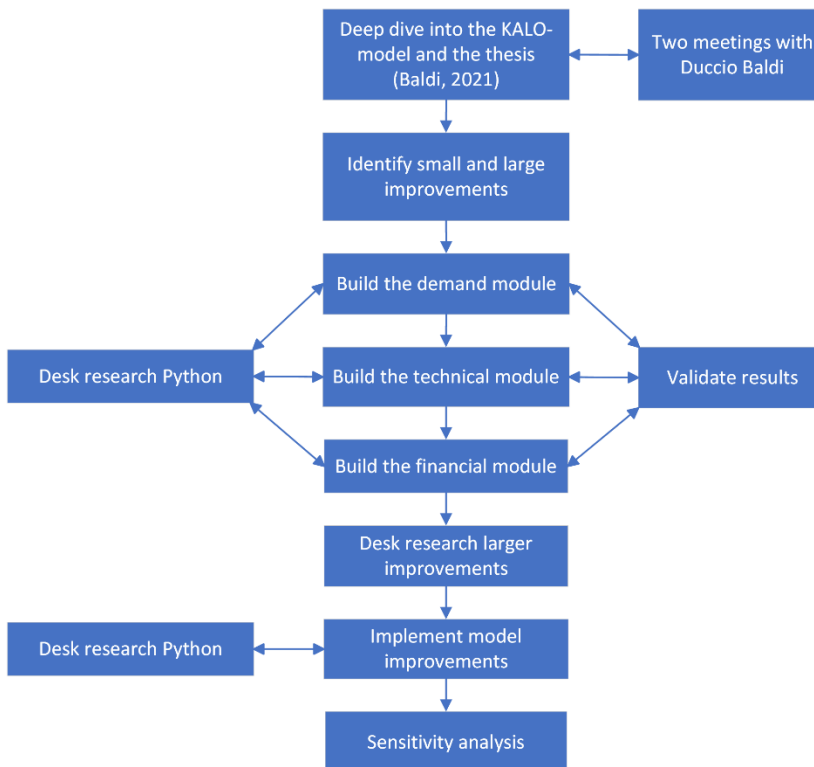 Deep dive into the KALO-
model and the thesis
(Baldi, 2021)
Two meetings with
Duccio Baldi
Identify small and large
improvements
Build the demand module
Desk research Python
Build the technical module
Validate results
Build the financial module
Desk research larger
improvements
Desk research Python
Implement model
improvements
Sensitivity analysis